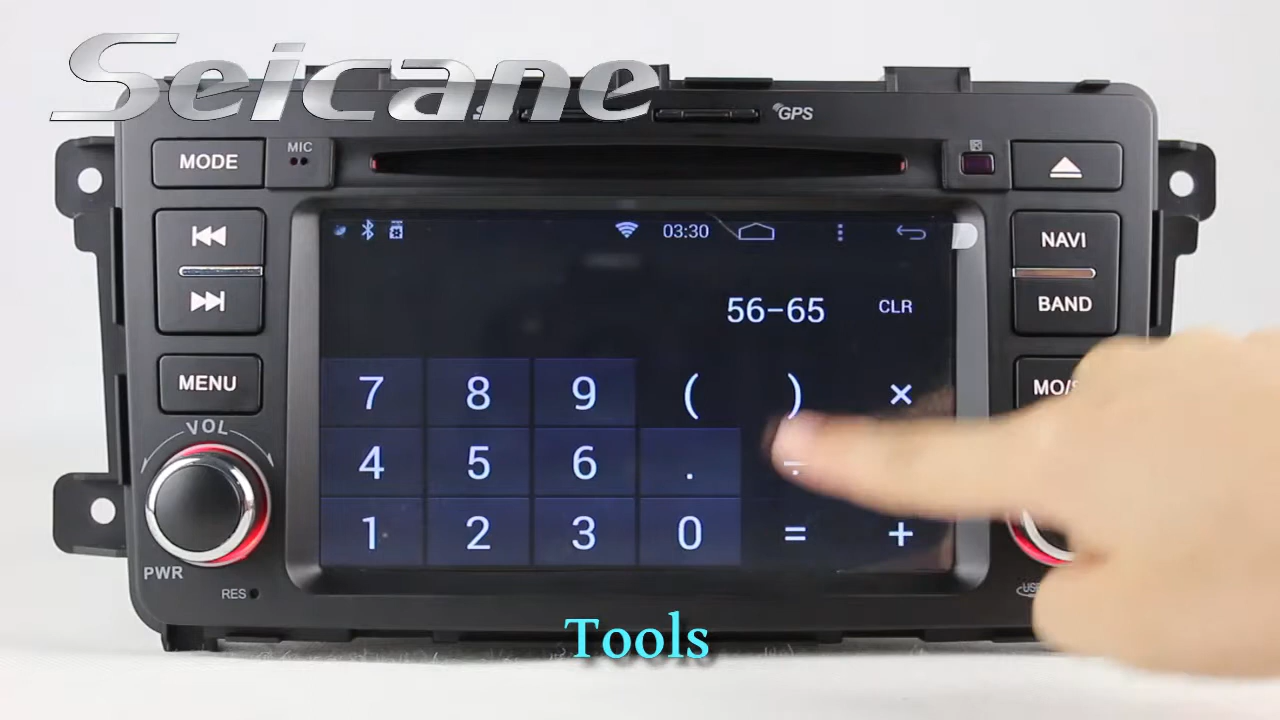 Seicane
GPS
MODE
MIC
03:30
NAVI
56−65
CLR
BAND
7 8 9 ( ) ×
MENU
VOL
4 5 6 . ÷
1 2 3 0 = +
PWR
RES
Tools